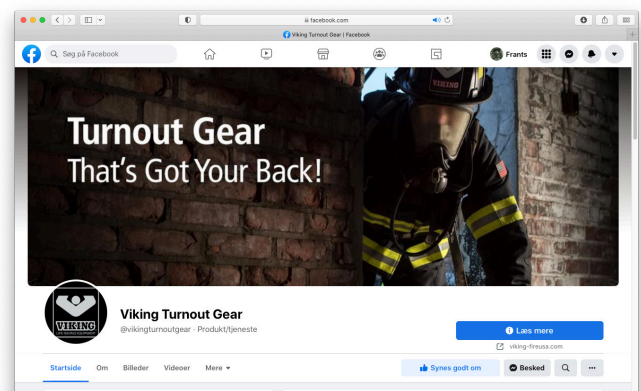 facebook.com
Viking Turnout Gear | Facebook
Søg på Facebook
Frants
VIKING
Turnout Gear
That's Got Your Back!
VIKING
Viking Turnout Gear
@vikingturnoutgear · Produkt/tjeneste
Læs mere
viking-fireusa.com
Startside Om Billeder Videoer Mere
Synes godt om Besked